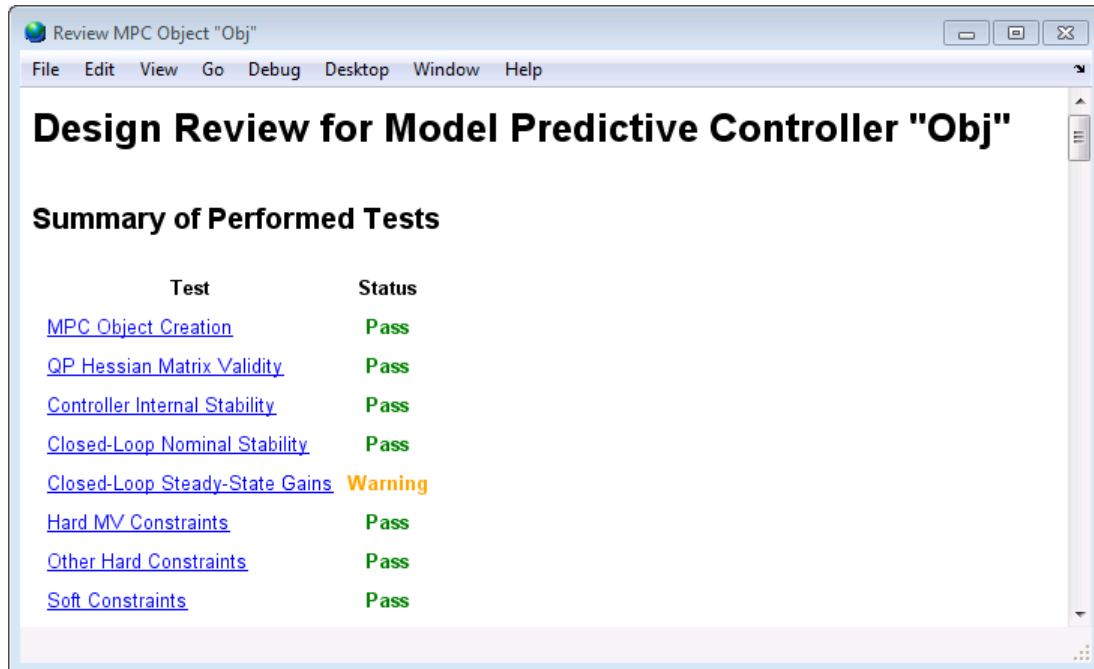 Review MPC Object "Obj"
File Edit View Go Debug Desktop Window Help
Design Review for Model Predictive Controller "Obj"
Summary of Performed Tests
Test Status
MPC Object Creation Pass
QP Hessian Matrix Validity Pass
Controller Internal Stability Pass
Closed-Loop Nominal Stability Pass
Closed-Loop Steady-State Gains Warning
Hard MV Constraints Pass
Other Hard Constraints Pass
Soft Constraints Pass